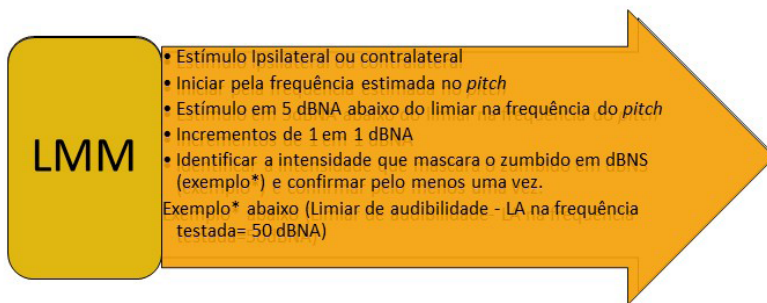 LMM
• Estímulo Ipsilateral ou contralateral
• Iniciar pela frequência estimada no pitch
• Estímulo em 5 dBNA abaixo do limiar na frequência do pitch
• Incrementos de 1 em 1 dBNA
• Identificar a intensidade que mascara o zumbido em dBNS
(exemplo*) e confirmar pelo menos uma vez.
Exemplo* abaixo (Limiar de audibilidade - LA na frequência
testada= 50 dBNA)